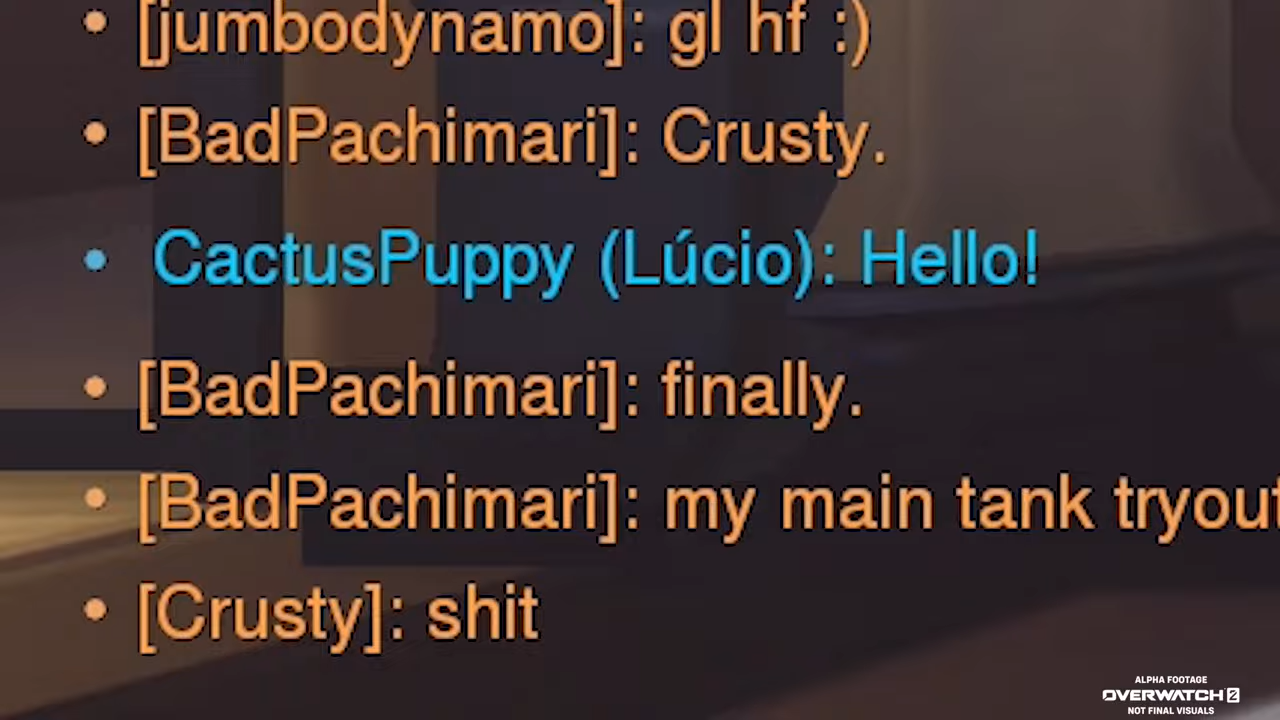 • [jumbodynamo]: gl hf :)
• [BadPachimari]: Crusty.
• CactusPuppy (Lúcio): Hello!
• [BadPachimari]: finally.
• [BadPachimari]: my main tank tryout
• [Crusty]: shit
ALPHA FOOTAGE
OVERWATCH 2
NOT FINAL VISUALS